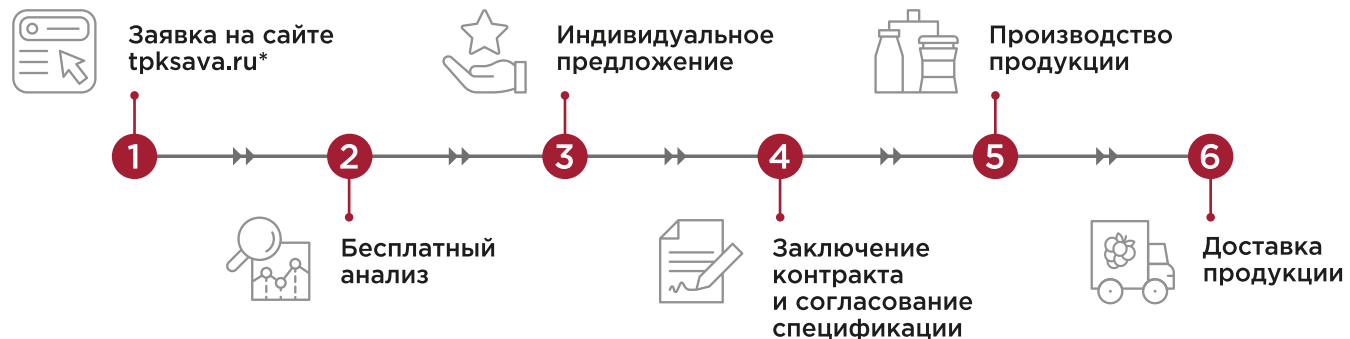 Заявка на сайте
tpksava.ru*
1
2
Бесплатный
анализ
Индивидуальное
предложение
3
4
Заключение
контракта
и согласование
спецификации
Производство
продукции
5
6
Доставка
продукции